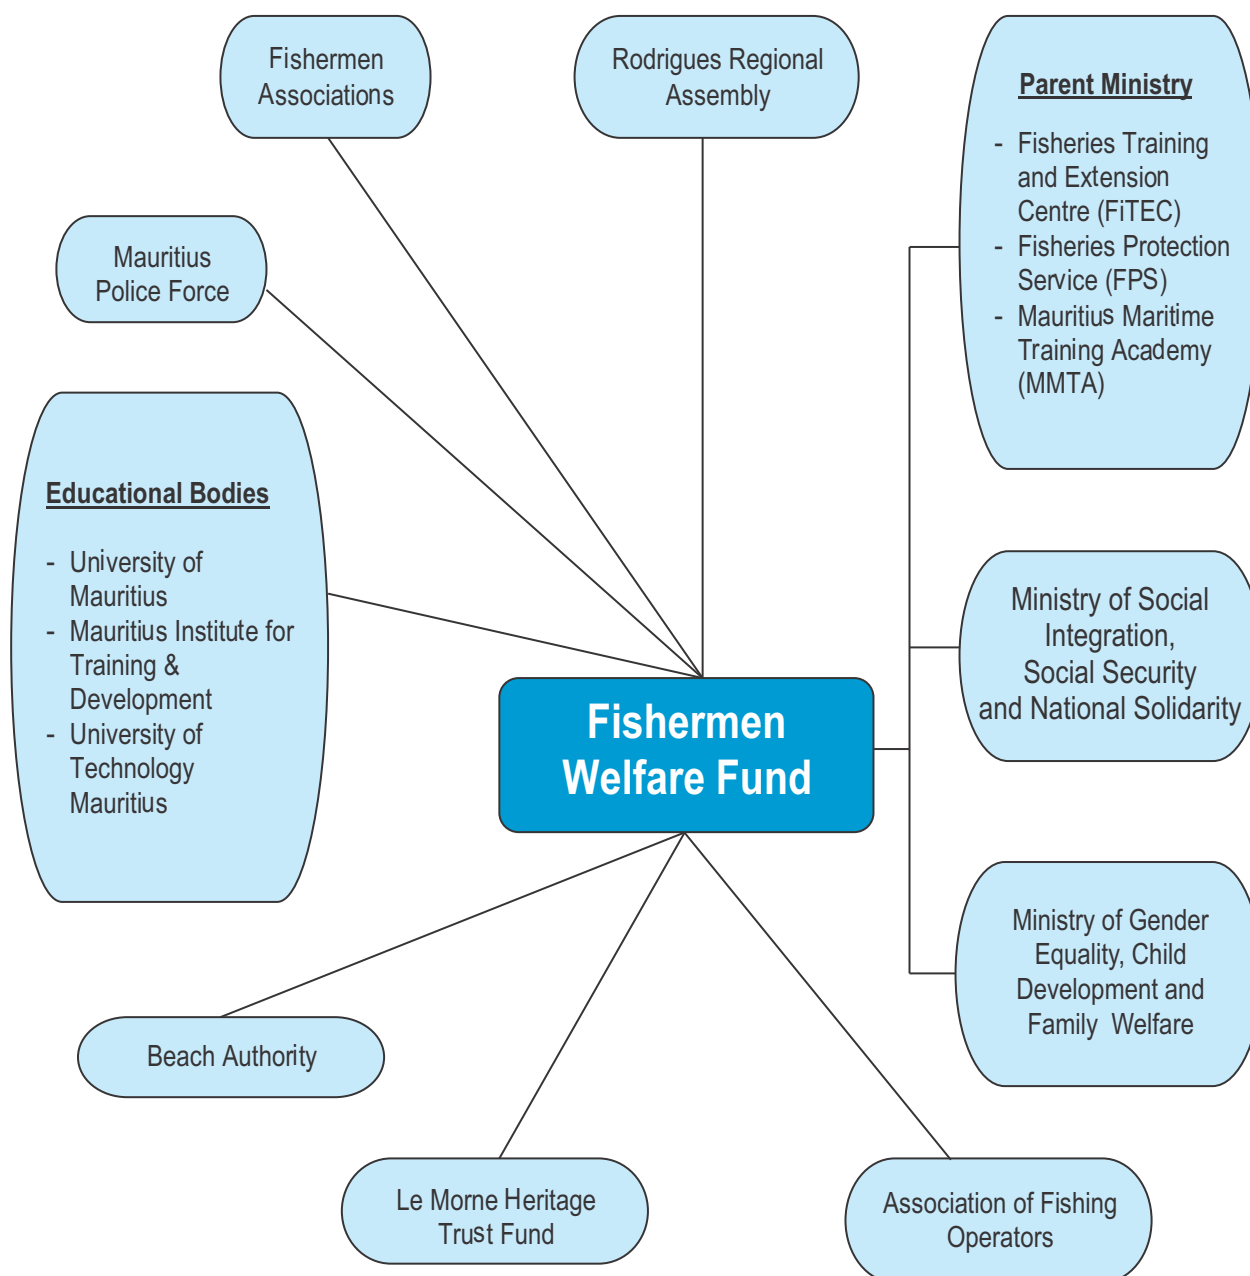 Fishermen
Associations
Rodrigues Regional
Assembly
Parent Ministry
- Fisheries Training
and Extension
Centre (FiTEC)
- Fisheries Protection
Service (FPS)
- Mauritius Maritime
Training Academy
(MMTA)
Mauritius
Police Force
Educational Bodies
- University of
Mauritius
- Mauritius Institute for
Training &
Development
- University of
Technology
Mauritius
Ministry of Social
Integration,
Social Security
and National Solidarity
Fishermen
Welfare Fund
Ministry of Gender
Equality, Child
Development and
Family Welfare
Beach Authority
Le Morne Heritage
Trust Fund
Association of Fishing
Operators